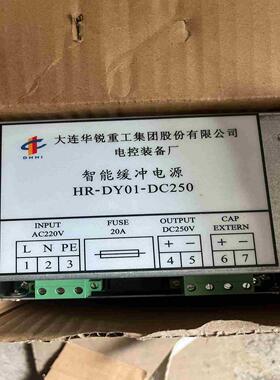 大连华锐重工集团股份有限公司
DHHI
电控装备厂
智能缓冲电源
HR-DY01-DC250
INPUT FUSE OUTPUT CAP
AC220V 20A DC250V EXTERN
L N PE + − + −
1 2 3 4 5 6 7